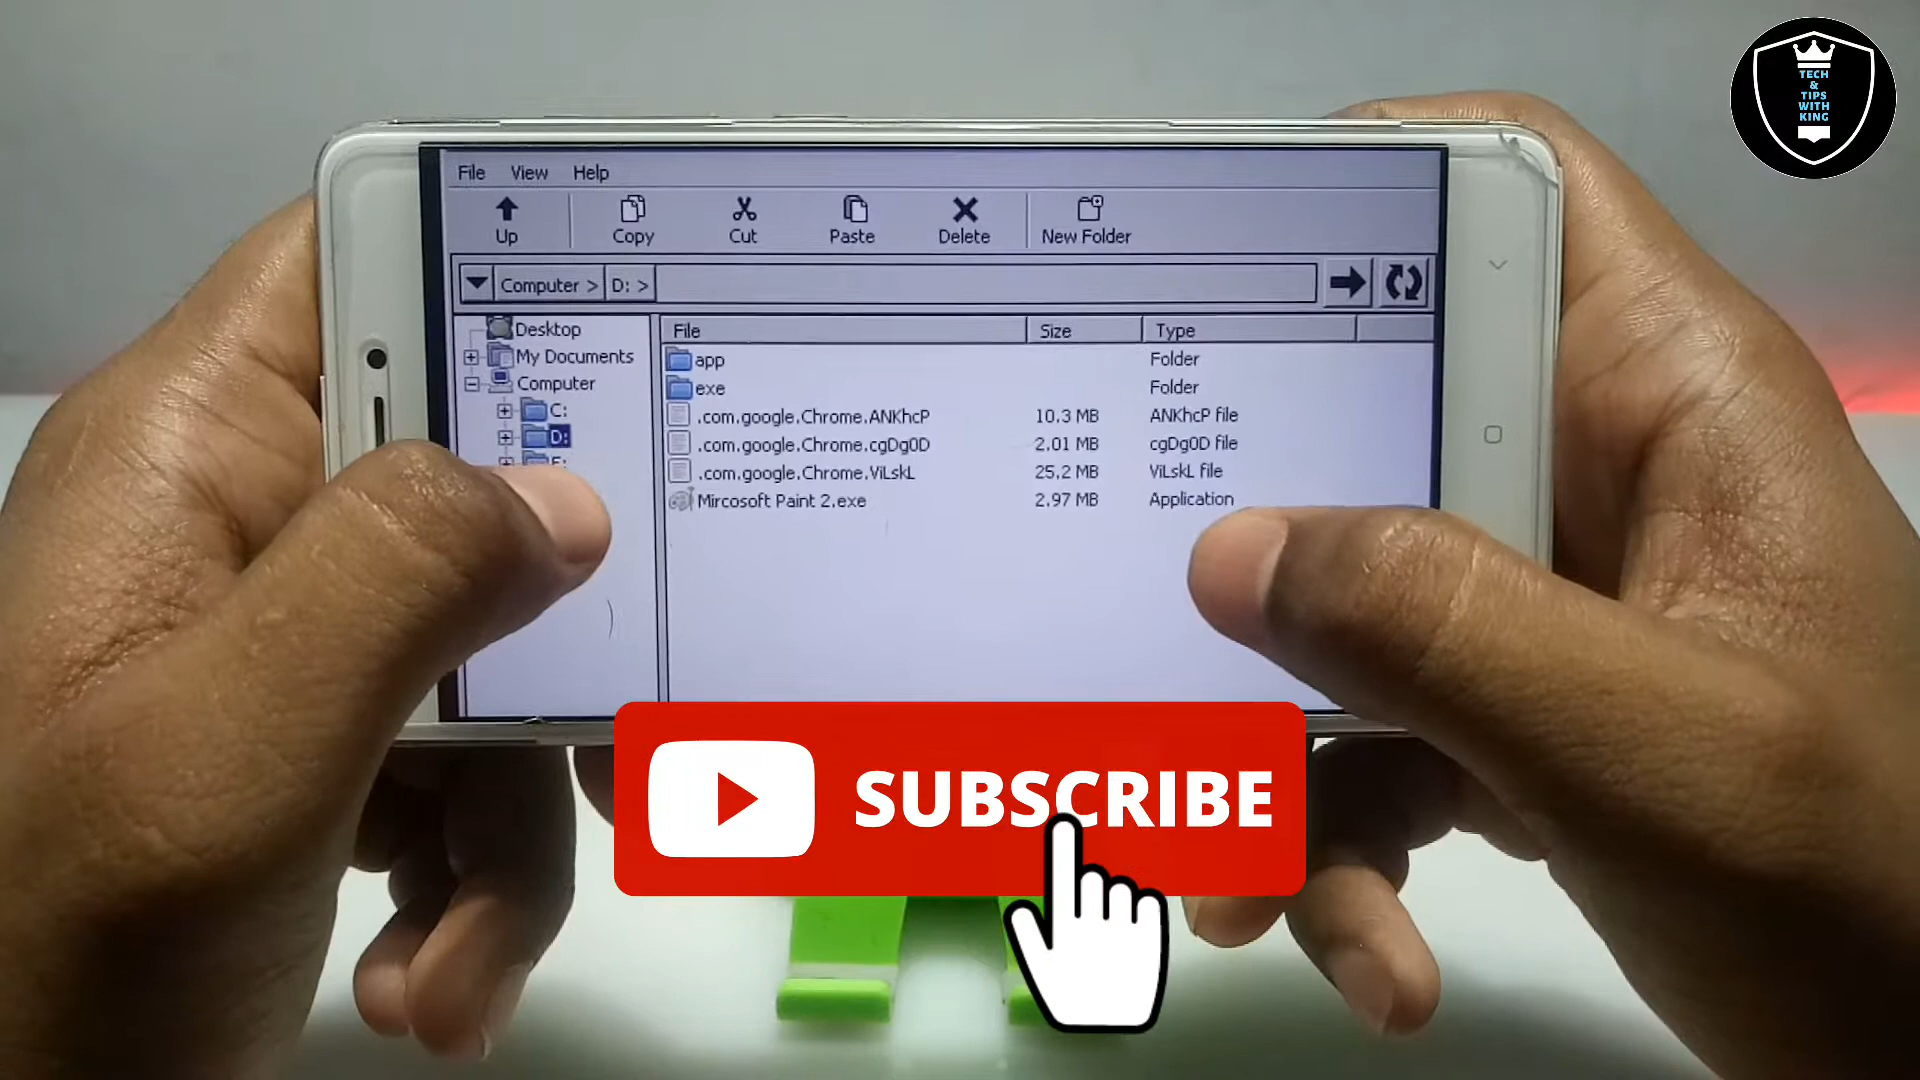 TECH
&
TIPS
WITH
KING
File View Help
Up Copy Cut Paste Delete New Folder
Computer > D: >
Desktop
My Documents
Computer
C:
D:
File Size Type
app Folder
exe Folder
.com.google.Chrome.ANKhcP 10.3 MB ANKhcP file
.com.google.Chrome.cgDg0D 2.01 MB cgDg0D file
.com.google.Chrome.ViLskL 25.2 MB ViLskL file
Mircosoft Paint 2.exe 2.97 MB Application
SUBSCRIBE